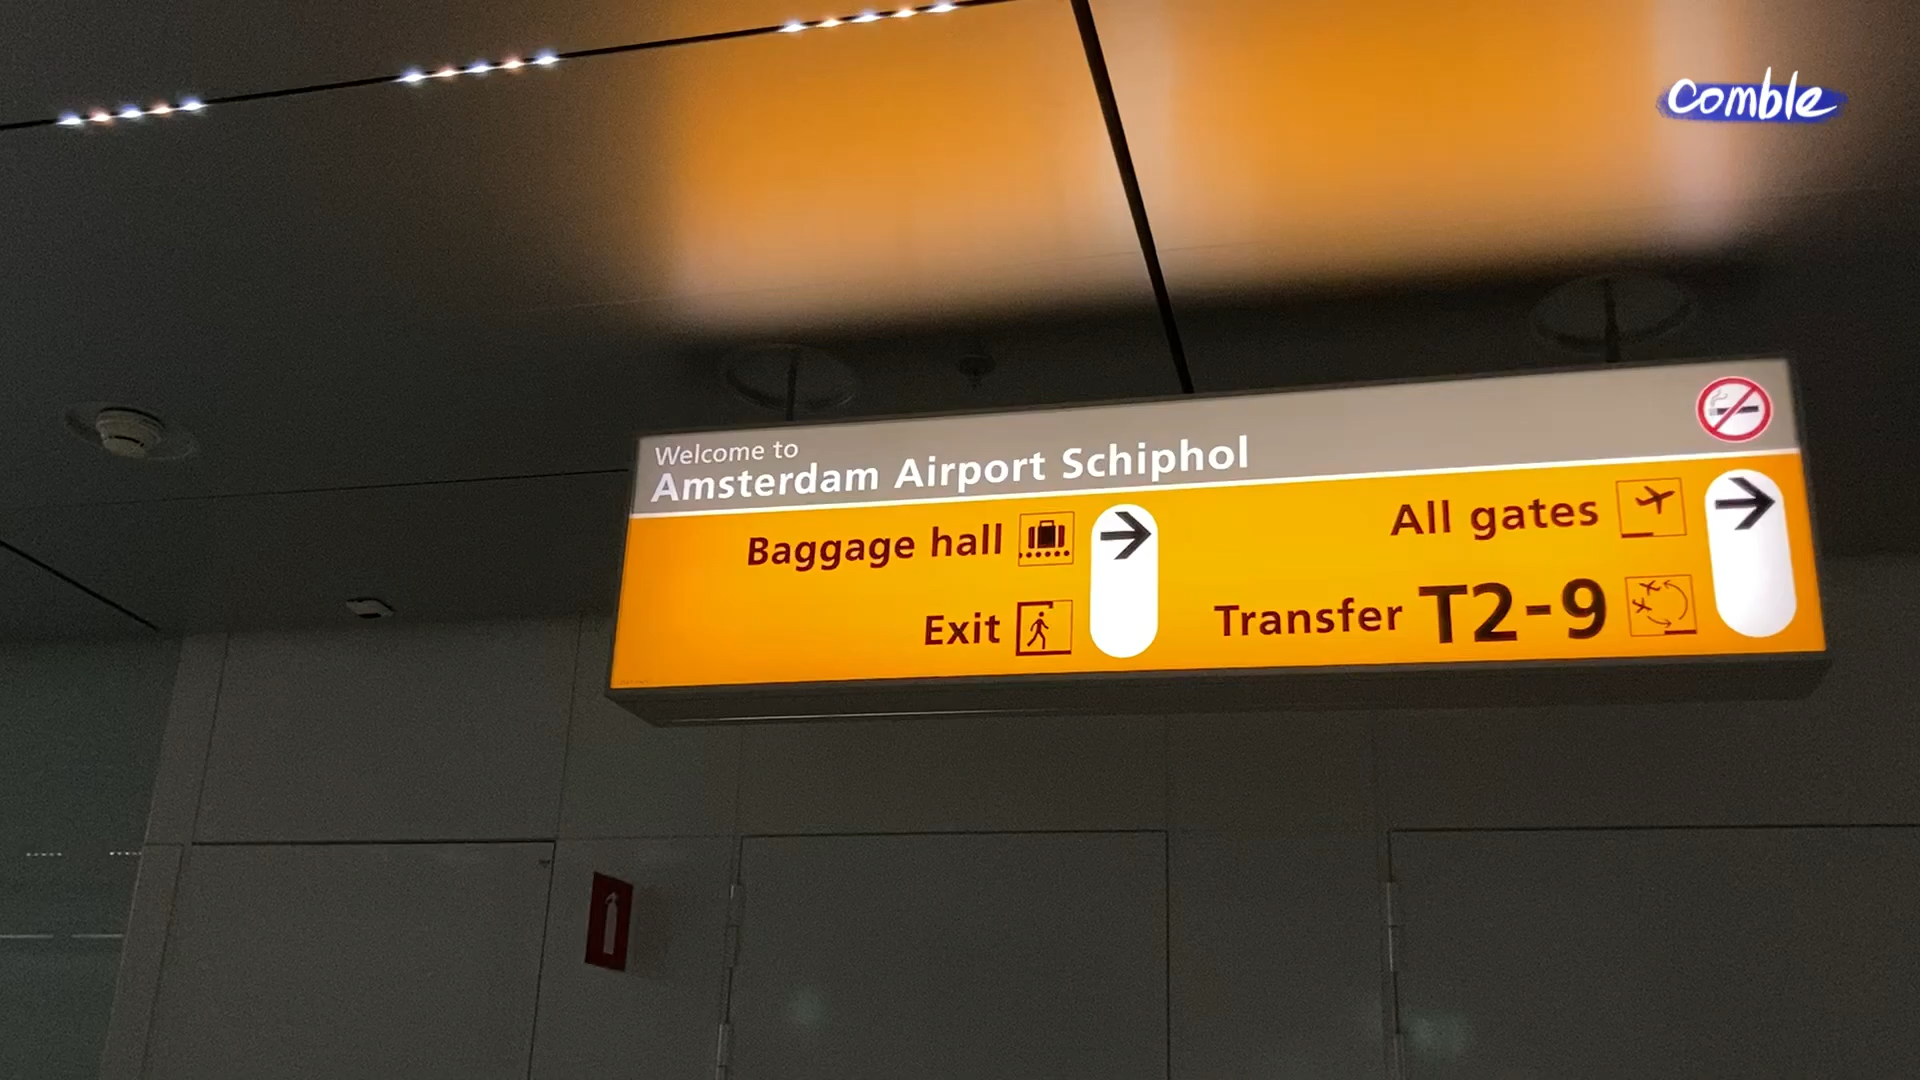 comble
Welcome to
Amsterdam Airport Schiphol
Baggage hall
Exit
All gates
Transfer T2-9